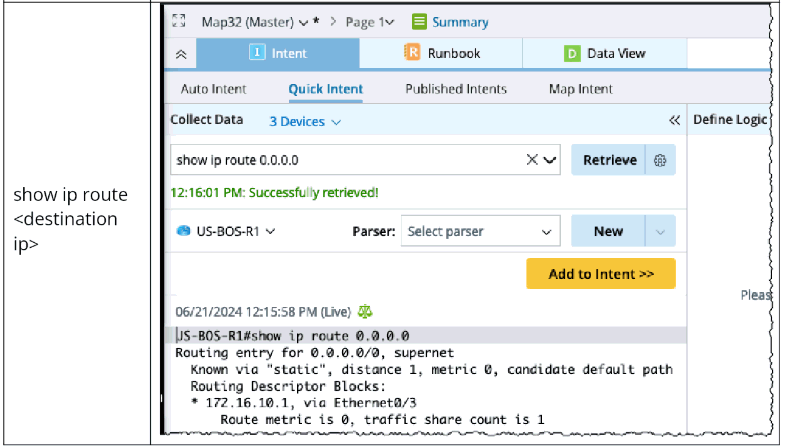 show ip route
<destination
ip>
Map32 (Master) * > Page 1 Summary
I Intent R Runbook D Data View
Auto Intent Quick Intent Published Intents Map Intent
Collect Data 3 Devices << Define Logic
show ip route 0.0.0.0 Retrieve
12:16:01 PM: Successfully retrieved!
US-BOS-R1 Parser: Select parser New
Add to Intent >>
Pleas
06/21/2024 12:15:58 PM (Live)
US-BOS-R1#show ip route 0.0.0.0
Routing entry for 0.0.0.0/0, supernet
Known via "static", distance 1, metric 0, candidate default path
Routing Descriptor Blocks:
* 172.16.10.1, via Ethernet0/3
Route metric is 0, traffic share count is 1